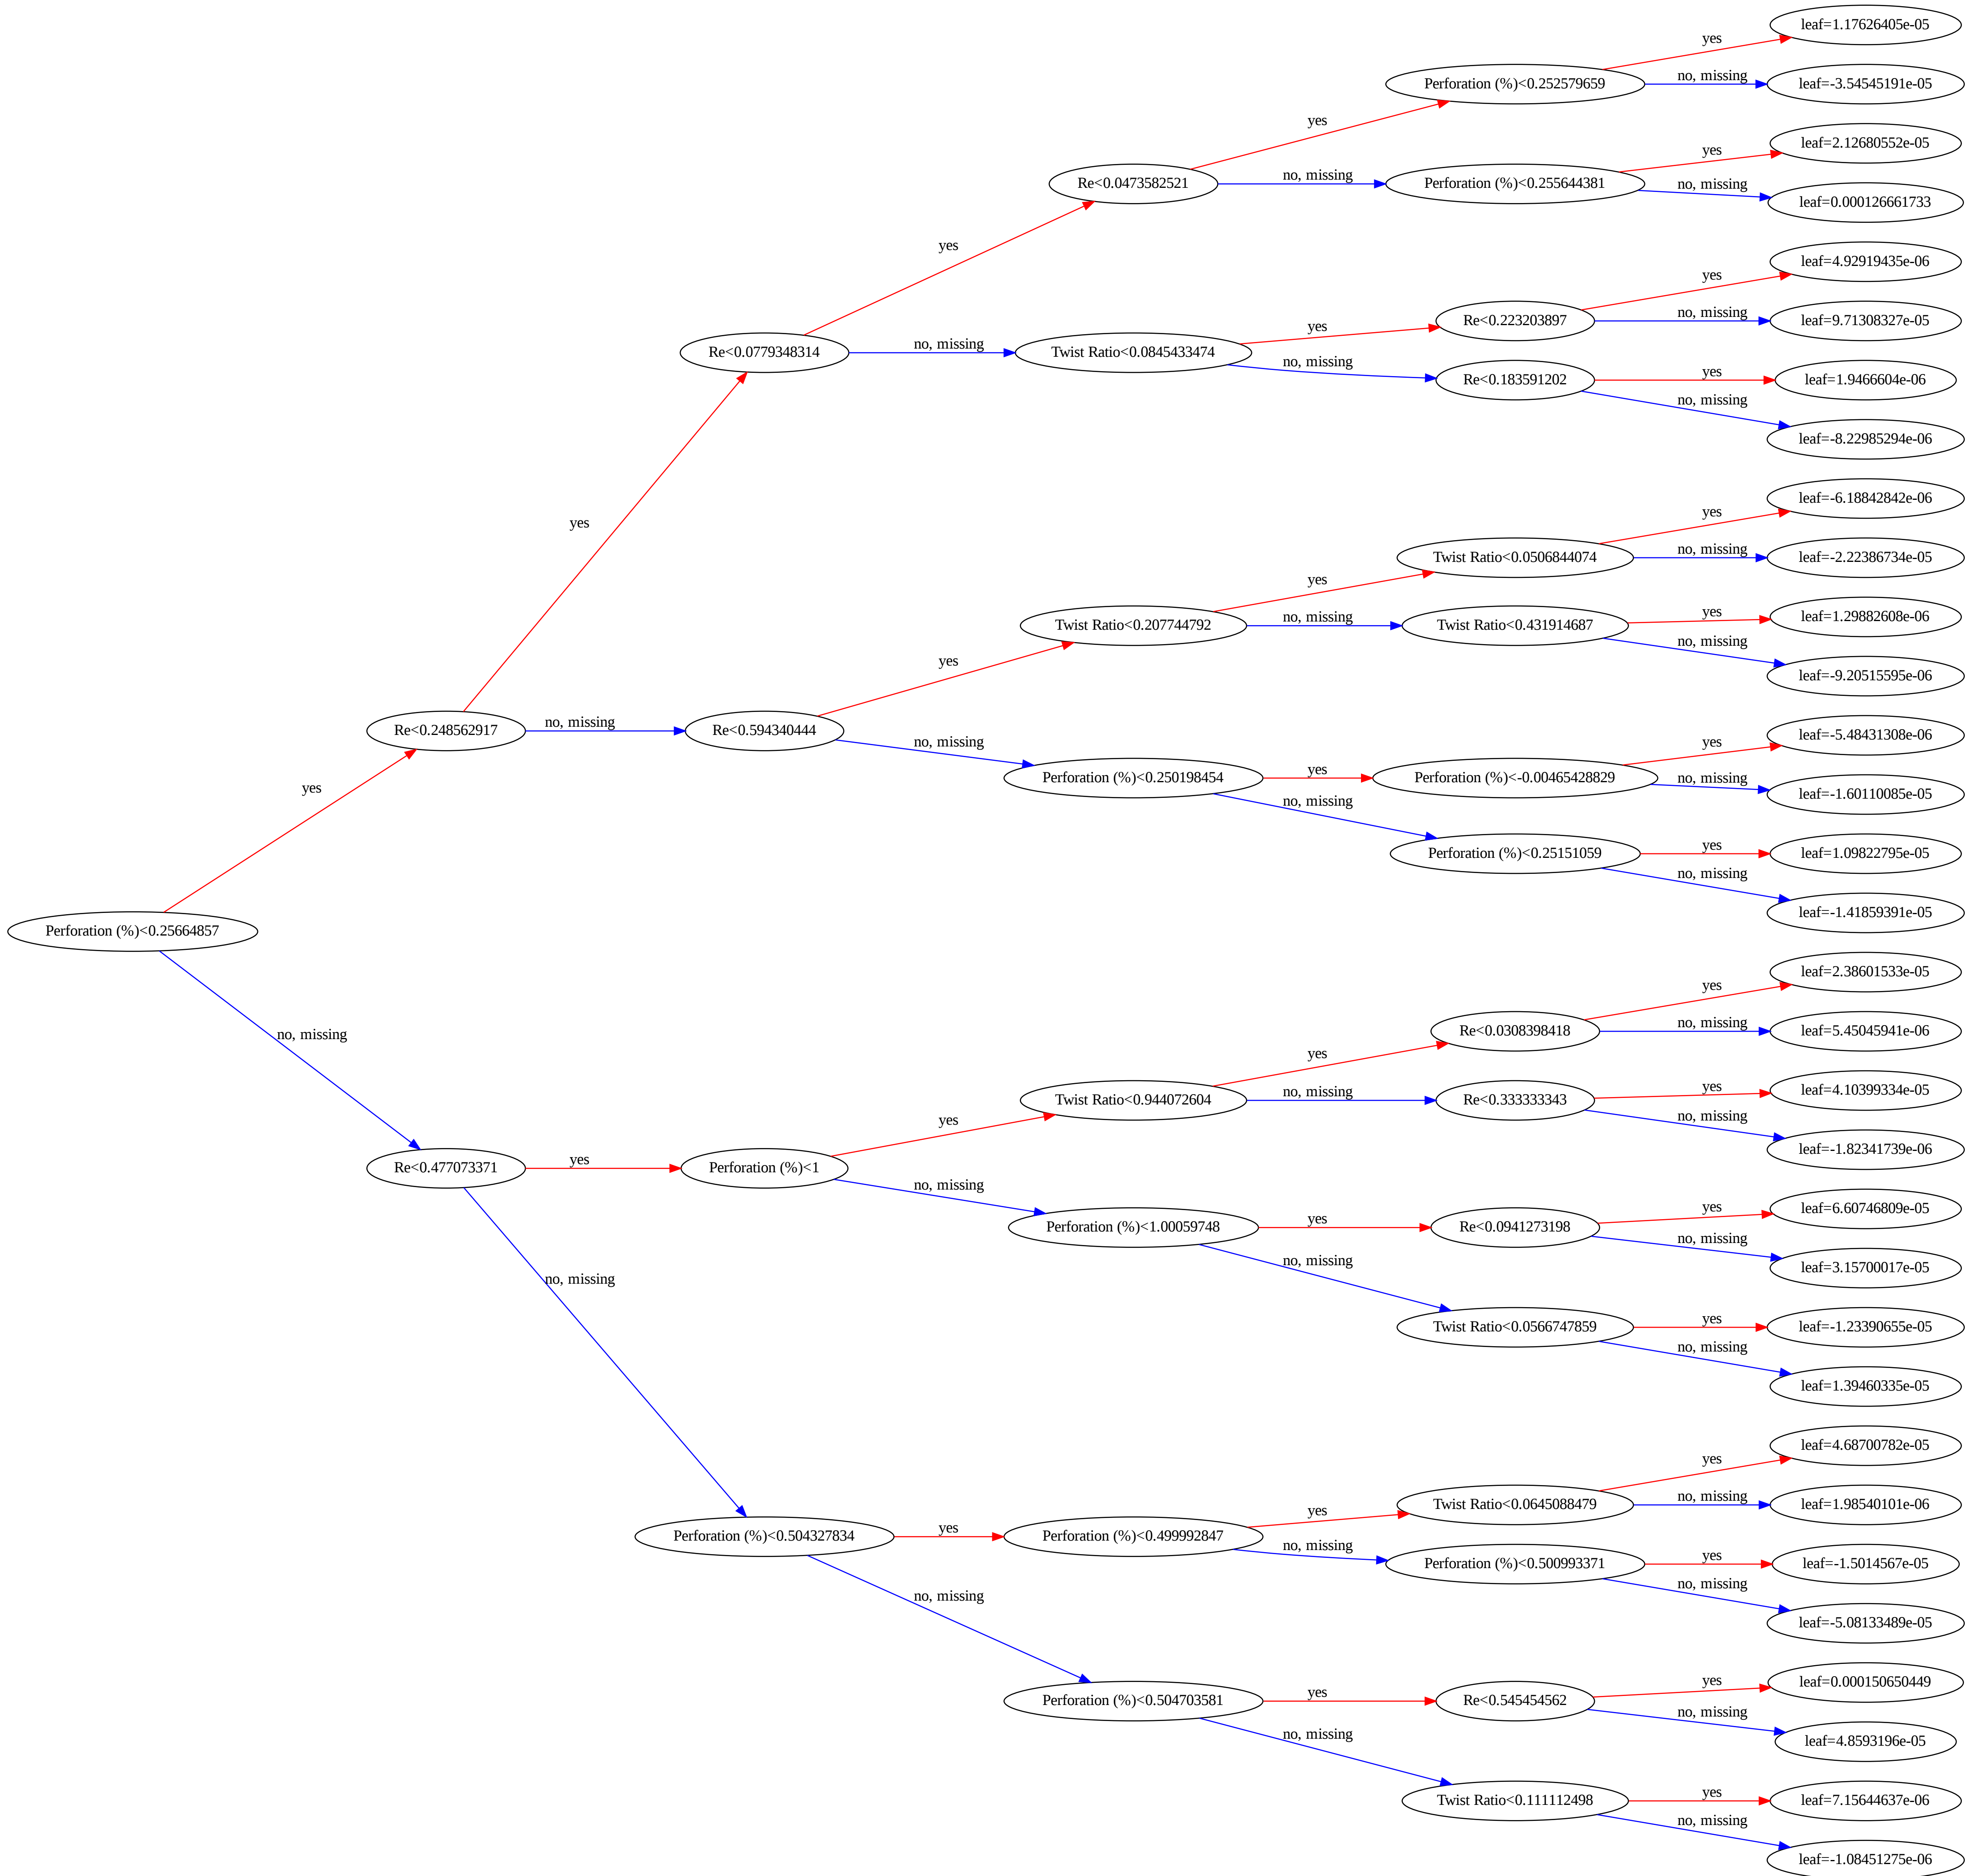 leaf=1.17626405e-05
yes
Perforation (%)<0.252579659
no, missing
leaf=-3.54545191e-05
yes
leaf=2.12680552e-05
yes
Re<0.0473582521
no, missing
Perforation (%)<0.255644381
no, missing
leaf=0.000126661733
yes
leaf=4.92919435e-06
yes
Re<0.223203897
no, missing
leaf=9.71308327e-05
yes
Re<0.0779348314
no, missing
Twist Ratio<0.0845433474
no, missing
Re<0.183591202
yes
leaf=1.9466604e-06
no, missing
leaf=-8.22985294e-06
yes
leaf=-6.18842842e-06
yes
Twist Ratio<0.0506844074
no, missing
leaf=-2.22386734e-05
yes
Twist Ratio<0.207744792
no, missing
Twist Ratio<0.431914687
yes
leaf=1.29882608e-06
no, missing
leaf=-9.20515595e-06
yes
Re<0.248562917
no, missing
Re<0.594340444
no, missing
Perforation (%)<0.250198454
yes
Perforation (%)<-0.00465428829
yes
leaf=-5.48431308e-06
no, missing
leaf=-1.60110085e-05
no, missing
Perforation (%)<0.25151059
yes
leaf=1.09822795e-05
no, missing
leaf=-1.41859391e-05
yes
Perforation (%)<0.25664857
no, missing
leaf=2.38601533e-05
yes
Re<0.0308398418
no, missing
leaf=5.45045941e-06
yes
Twist Ratio<0.944072604
no, missing
Re<0.333333343
yes
leaf=4.10399334e-05
no, missing
leaf=-1.82341739e-06
yes
Re<0.477073371
yes
Perforation (%)<1
no, missing
Perforation (%)<1.00059748
yes
Re<0.0941273198
yes
leaf=6.60746809e-05
no, missing
leaf=3.15700017e-05
no, missing
Twist Ratio<0.0566747859
yes
leaf=-1.23390655e-05
no, missing
leaf=1.39460335e-05
no, missing
leaf=4.68700782e-05
yes
Twist Ratio<0.0645088479
no, missing
leaf=1.98540101e-06
yes
Perforation (%)<0.504327834
yes
Perforation (%)<0.499992847
no, missing
Perforation (%)<0.500993371
yes
leaf=-1.5014567e-05
no, missing
leaf=-5.08133489e-05
no, missing
Perforation (%)<0.504703581
yes
Re<0.545454562
yes
leaf=0.000150650449
no, missing
leaf=4.8593196e-05
no, missing
Twist Ratio<0.111112498
yes
leaf=7.15644637e-06
no, missing
leaf=-1.08451275e-06